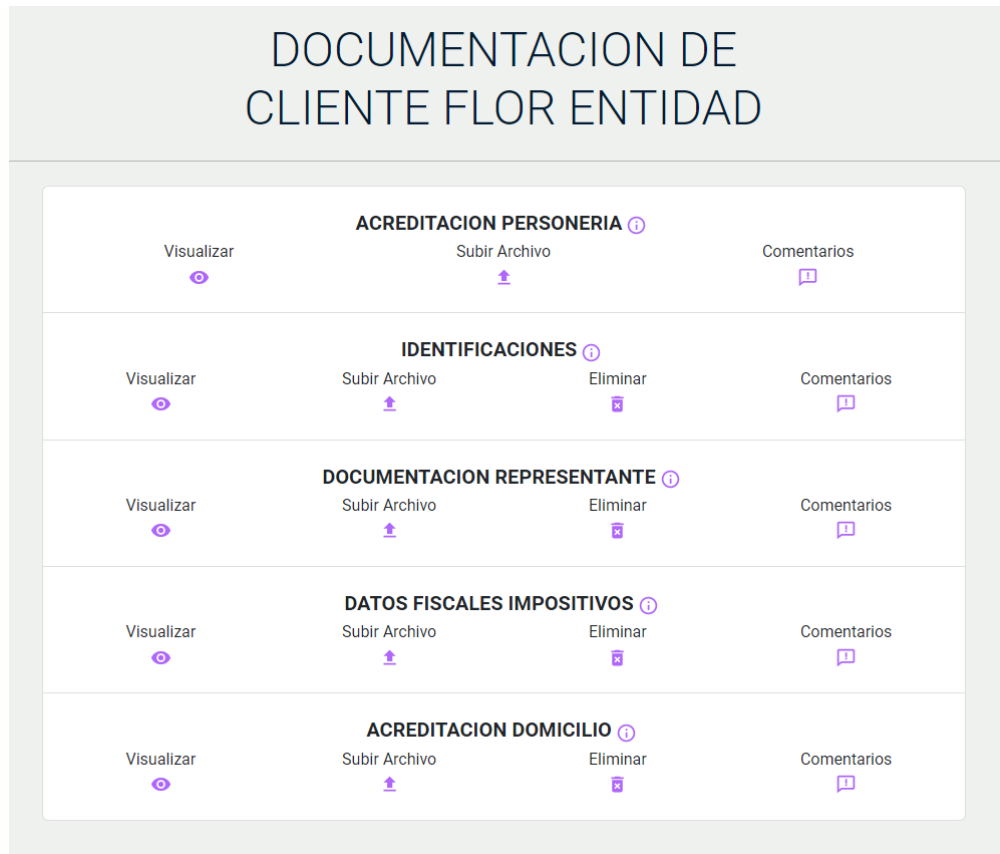 DOCUMENTACION DE
CLIENTE FLOR ENTIDAD
ACREDITACION PERSONERIA
Visualizar Subir Archivo Comentarios
IDENTIFICACIONES
Visualizar Subir Archivo Eliminar Comentarios
DOCUMENTACION REPRESENTANTE
Visualizar Subir Archivo Eliminar Comentarios
DATOS FISCALES IMPOSITIVOS
Visualizar Subir Archivo Eliminar Comentarios
ACREDITACION DOMICILIO
Visualizar Subir Archivo Eliminar Comentarios